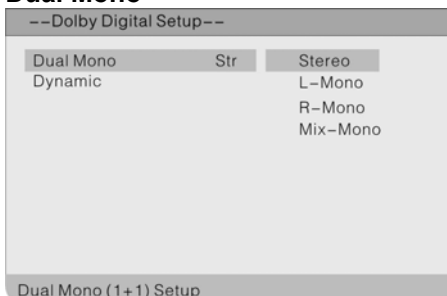 Dual Mono
--Dolby Digital Setup--
Dual Mono Str Stereo
Dynamic L-Mono
R-Mono
Mix-Mono
Dual Mono (1+1) Setup